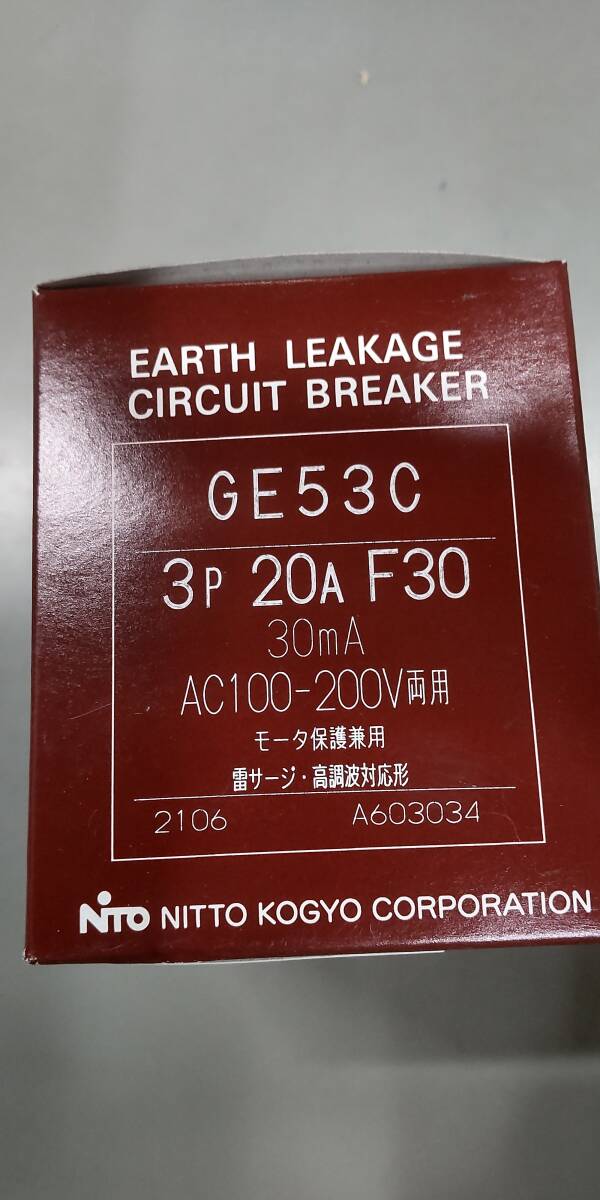 EARTH LEAKAGE
CIRCUIT BREAKER
GE53C
3P 20A F30
30mA
AC100-200V両用
モータ保護兼用
雷サージ・高調波対応形
2106 A603034
NITTO NITTO KOGYO CORPORATION